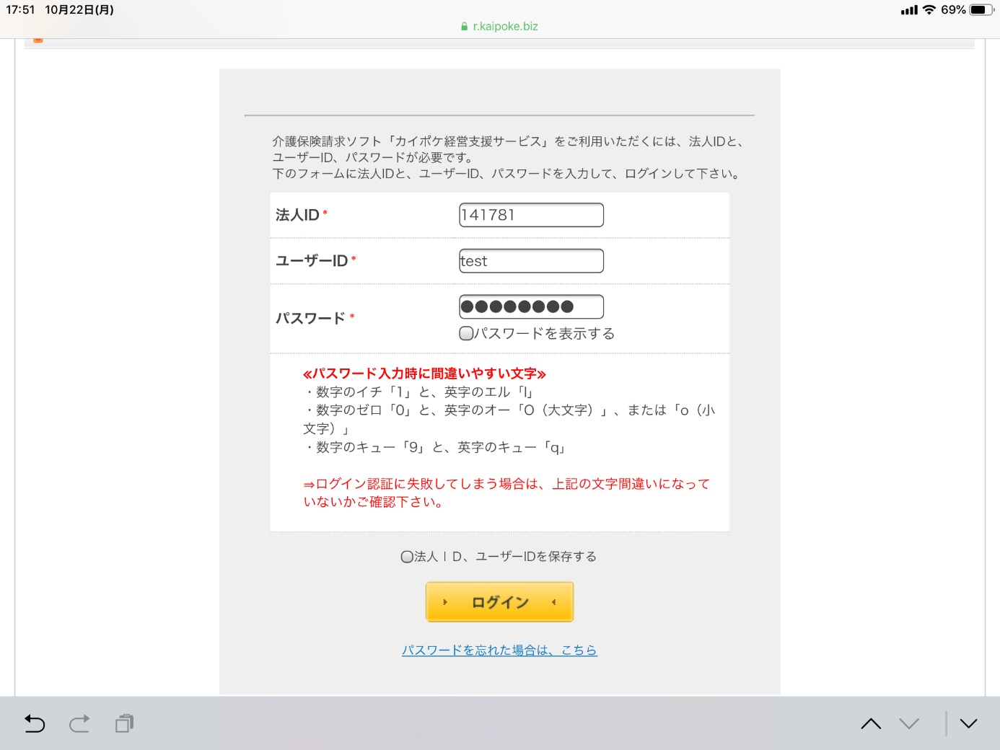 17:51 10月22日(月)
69%
r.kaipoke.biz
介護保険請求ソフト「カイポケ経営支援サービス」をご利用いただくには、法人IDと、
ユーザーID、パスワードが必要です。
下のフォームに法人IDと、ユーザーID、パスワードを入力して、ログインして下さい。
法人ID*
141781
ユーザーID*
test
パスワード*
●●●●●●●●
パスワードを表示する
≪パスワード入力時に間違いやすい文字≫
・数字のイチ「1」と、英字のエル「l」
・数字のゼロ「0」と、英字のオー「O（大文字）」、または「o（小
文字）」
・数字のキュー「9」と、英字のキュー「q」
⇒ログイン認証に失敗してしまう場合は、上記の文字間違いになって
いないかご確認下さい。
法人ＩＤ、ユーザーIDを保存する
ログイン
パスワードを忘れた場合は、こちら